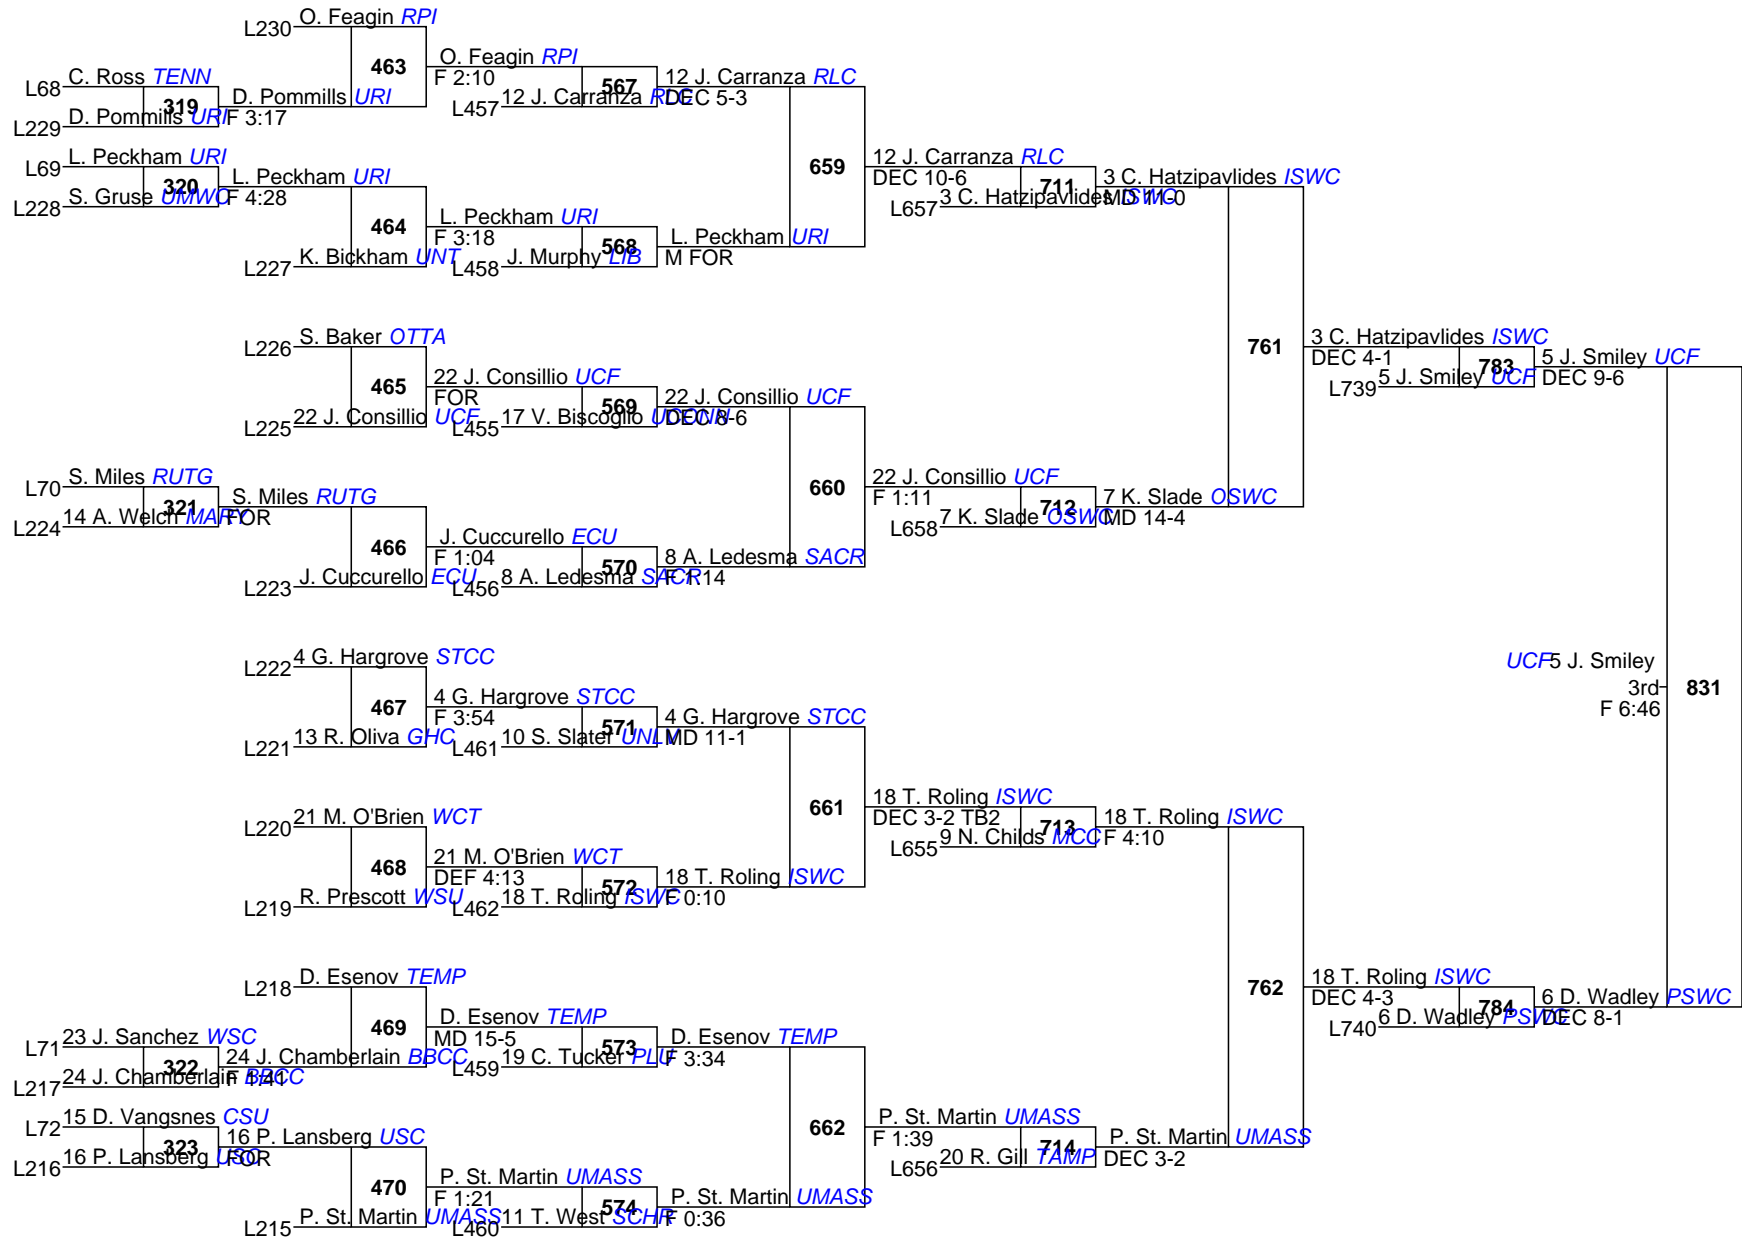 L230 O. Feagin RPI
463
O. Feagin RPI
F 2:10
L68 C. Ross TENN
319
L229 D. Pommills URI
D. Pommills URI
F 3:17
L457 12 J. Carranza RLC
567
12 J. Carranza RLC
DEC 5-3
L69 L. Peckham URI
320
L228 S. Gruse UMWC
L. Peckham URI
F 4:28
464
L227 K. Bickham UNT
L. Peckham URI
F 3:18
568
L458 J. Murphy LIB
L. Peckham URI
M FOR
659
12 J. Carranza RLC
DEC 10-6
711
L657 3 C. Hatzipavlides ISWC
3 C. Hatzipavlides ISWC
MD 11-0
L226 S. Baker OTTA
465
L225 22 J. Consillio UCF
22 J. Consillio UCF
FOR
569
L455 17 V. Biscoglio UCONN
22 J. Consillio UCF
DEC 8-6
L70 S. Miles RUTG
321
L224 14 A. Welch MARY
S. Miles RUTG
FOR
466
L223 J. Cuccurello ECU
J. Cuccurello ECU
F 1:04
570
L456 8 A. Ledesma SACR
8 A. Ledesma SACR
F 1:14
660
22 J. Consillio UCF
F 1:11
712
L658 7 K. Slade OSWC
7 K. Slade OSWC
MD 14-4
761
3 C. Hatzipavlides ISWC
DEC 4-1
783
L739 5 J. Smiley UCF
5 J. Smiley UCF
DEC 9-6
L222 4 G. Hargrove STCC
467
L221 13 R. Oliva GHC
4 G. Hargrove STCC
F 3:54
571
L461 10 S. Slater UNLV
4 G. Hargrove STCC
MD 11-1
L220 21 M. O'Brien WCT
468
L219 R. Prescott WSU
21 M. O'Brien WCT
DEF 4:13
572
L462 18 T. Roling ISWC
18 T. Roling ISWC
F 0:10
661
18 T. Roling ISWC
DEC 3-2 TB2
713
L655 9 N. Childs MCC
18 T. Roling ISWC
F 4:10
UCF 5 J. Smiley
3rd
F 6:46
831
L218 D. Esenov TEMP
469
L71 23 J. Sanchez WSC
322
L217 24 J. Chamberlain BBCC
24 J. Chamberlain BBCC
F 1:41
D. Esenov TEMP
MD 15-5
573
L459 19 C. Tucker PLU
D. Esenov TEMP
F 3:34
L72 15 D. Vangsnes CSU
323
L216 16 P. Lansberg USC
16 P. Lansberg USC
FOR
470
L215 P. St. Martin UMASS
P. St. Martin UMASS
F 1:21
574
L460 11 T. West SCHR
P. St. Martin UMASS
F 0:36
662
P. St. Martin UMASS
F 1:39
714
L656 20 R. Gill TAMP
P. St. Martin UMASS
DEC 3-2
762
18 T. Roling ISWC
DEC 4-3
784
L740 6 D. Wadley PSWC
6 D. Wadley PSWC
DEC 8-1